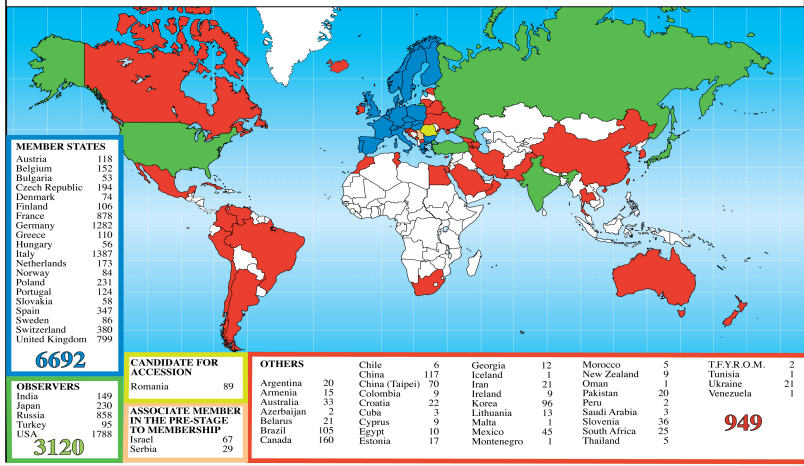 MEMBER STATES
Austria 118
Belgium 152
Bulgaria 53
Czech Republic 194
Denmark 74
Finland 106
France 878
Germany 1282
Greece 110
Hungary 56
Italy 1387
Netherlands 173
Norway 84
Poland 231
Portugal 124
Slovakia 58
Spain 347
Sweden 86
Switzerland 380
United Kingdom 799
6692
OBSERVERS
India 149
Japan 230
Russia 858
Turkey 95
USA 1788
3120
CANDIDATE FOR
ACCESSION
Romania 89
ASSOCIATE MEMBER
IN THE PRE-STAGE
TO MEMBERSHIP
Israel 67
Serbia 29
OTHERS
Argentina 20
Armenia 15
Australia 33
Azerbaijan 2
Belarus 21
Brazil 105
Canada 160
Chile 6
China 117
China (Taipei) 70
Colombia 9
Croatia 22
Cuba 3
Cyprus 9
Egypt 10
Estonia 17
Georgia 12
Iceland 1
Iran 21
Ireland 9
Korea 96
Lithuania 13
Malta 1
Mexico 45
Montenegro 1
Morocco 5
New Zealand 9
Oman 1
Pakistan 20
Peru 2
Saudi Arabia 3
Slovenia 36
South Africa 25
Thailand 5
T.F.Y.R.O.M. 2
Tunisia 1
Ukraine 21
Venezuela 1
949